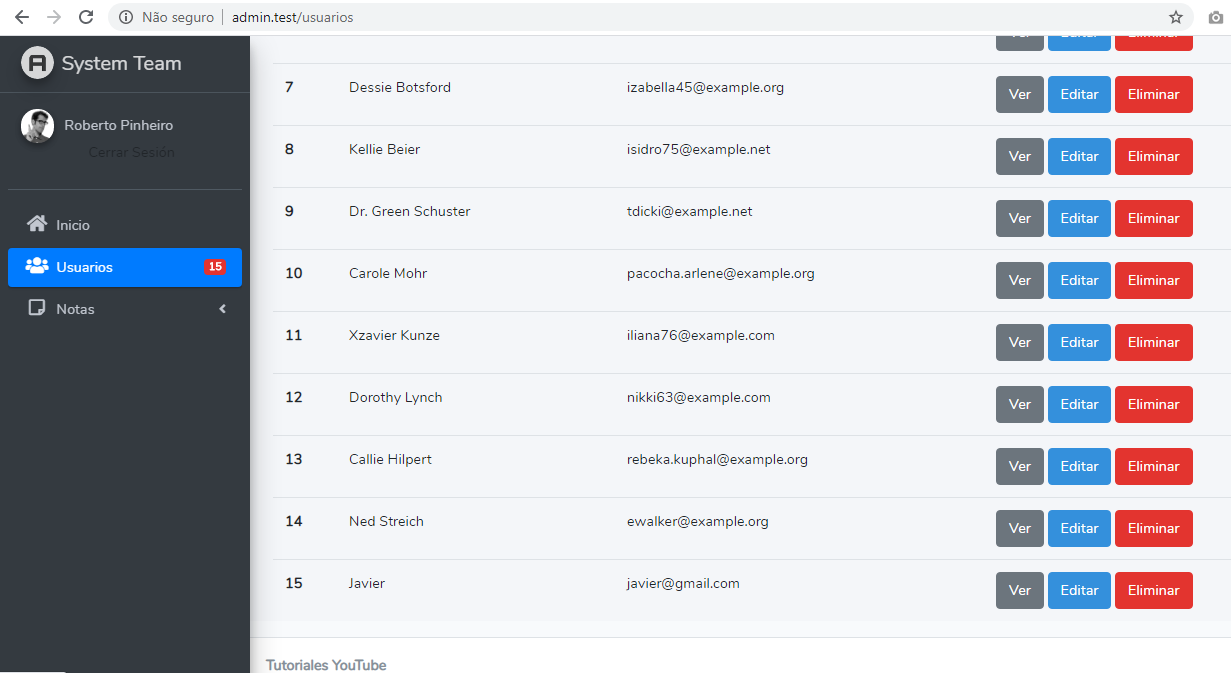 Não seguro | admin.test/usuarios
System Team
Roberto Pinheiro
Cerrar Sesión
Inicio
Usuarios 15
Notas
Ver Editar Eliminar
7 Dessie Botsford izabella45@example.org Ver Editar Eliminar
8 Kellie Beier isidro75@example.net Ver Editar Eliminar
9 Dr. Green Schuster tdicki@example.net Ver Editar Eliminar
10 Carole Mohr pacocha.arlene@example.org Ver Editar Eliminar
11 Xzavier Kunze iliana76@example.com Ver Editar Eliminar
12 Dorothy Lynch nikki63@example.com Ver Editar Eliminar
13 Callie Hilpert rebeka.kuphal@example.org Ver Editar Eliminar
14 Ned Streich ewalker@example.org Ver Editar Eliminar
15 Javier javier@gmail.com Ver Editar Eliminar
Tutoriales YouTube